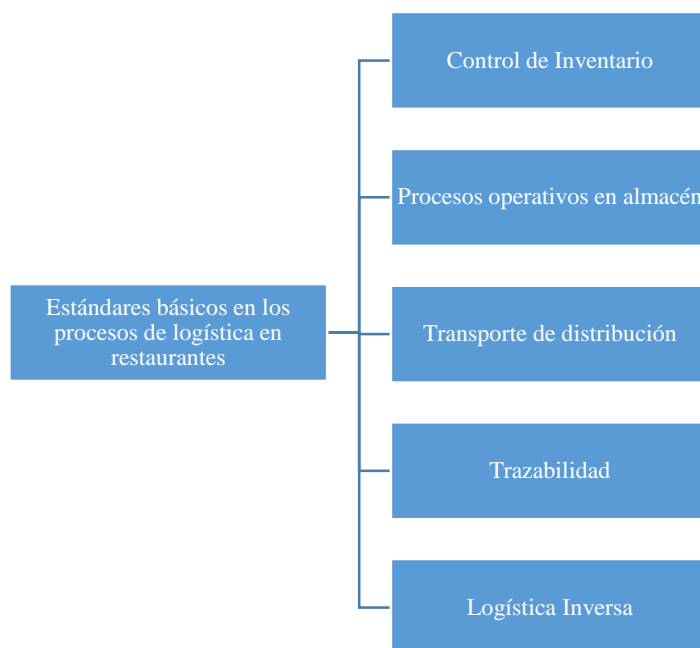 Control de Inventario
Procesos operativos en almacén
Estándares básicos en los
procesos de logística en
restaurantes
Transporte de distribución
Trazabilidad
Logística Inversa